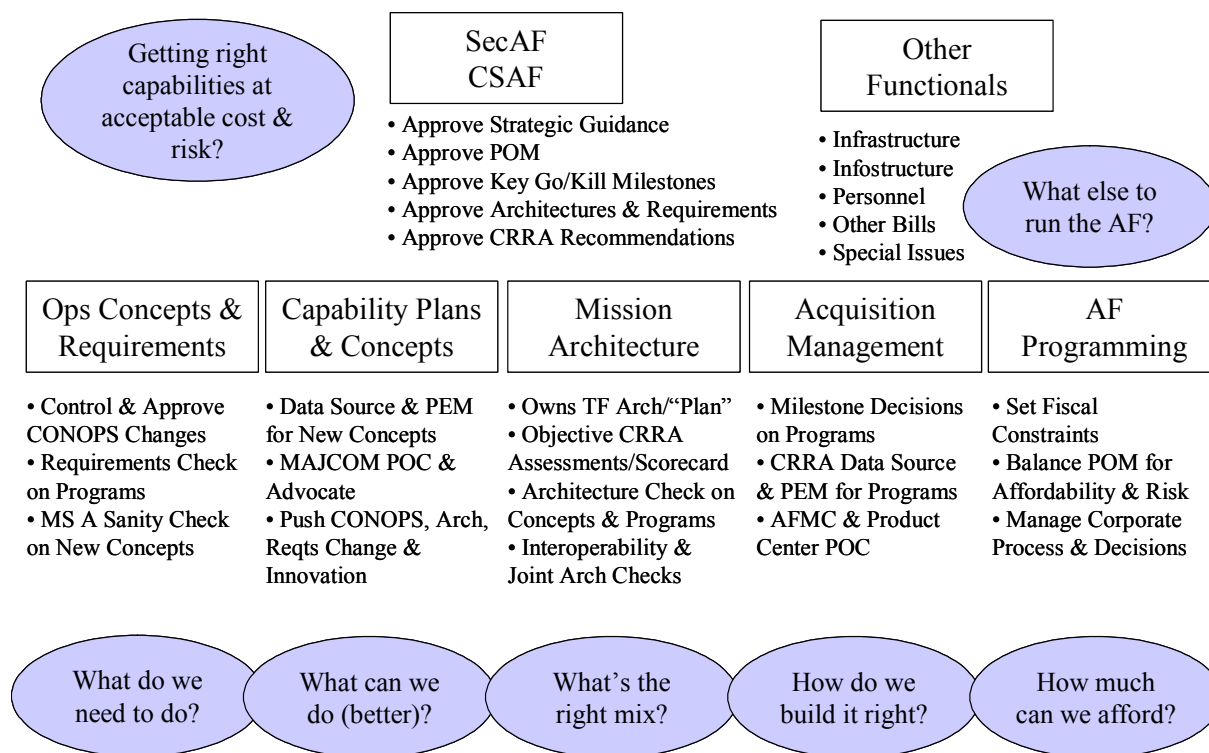 Getting right
capabilities at
acceptable cost &
risk?
SecAF
CSAF
• Approve Strategic Guidance
• Approve POM
• Approve Key Go/Kill Milestones
• Approve Architectures & Requirements
• Approve CRRA Recommendations
Other
Functionals
• Infrastructure
• Infostructure
• Personnel
• Other Bills
• Special Issues
What else to
run the AF?
Ops Concepts &
Requirements
• Control & Approve
CONOPS Changes
• Requirements Check
on Programs
• MS A Sanity Check
on New Concepts
Capability Plans
& Concepts
• Data Source & PEM
for New Concepts
• MAJCOM POC &
Advocate
• Push CONOPS, Arch,
Reqts Change &
Innovation
Mission
Architecture
• Owns TF Arch/“Plan”
• Objective CRRA
Assessments/Scorecard
• Architecture Check on
Concepts & Programs
• Interoperability &
Joint Arch Checks
Acquisition
Management
• Milestone Decisions
on Programs
• CRRA Data Source
& PEM for Programs
• AFMC & Product
Center POC
AF
Programming
• Set Fiscal
Constraints
• Balance POM for
Affordability & Risk
• Manage Corporate
Process & Decisions
What do we
need to do?
What can we
do (better)?
What’s the
right mix?
How do we
build it right?
How much
can we afford?